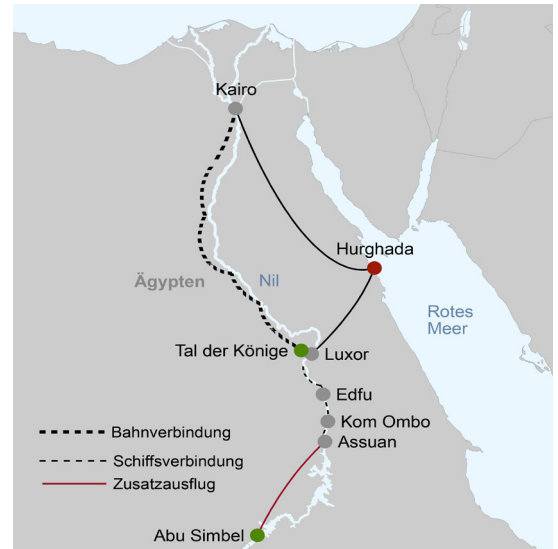 Kairo
Hurghada
Ägypten
Nil
Rotes
Meer
Tal der Könige
Luxor
Edfu
Kom Ombo
Assuan
Bahnverbindung
Schiffsverbindung
Zusatzausflug
Abu Simbel